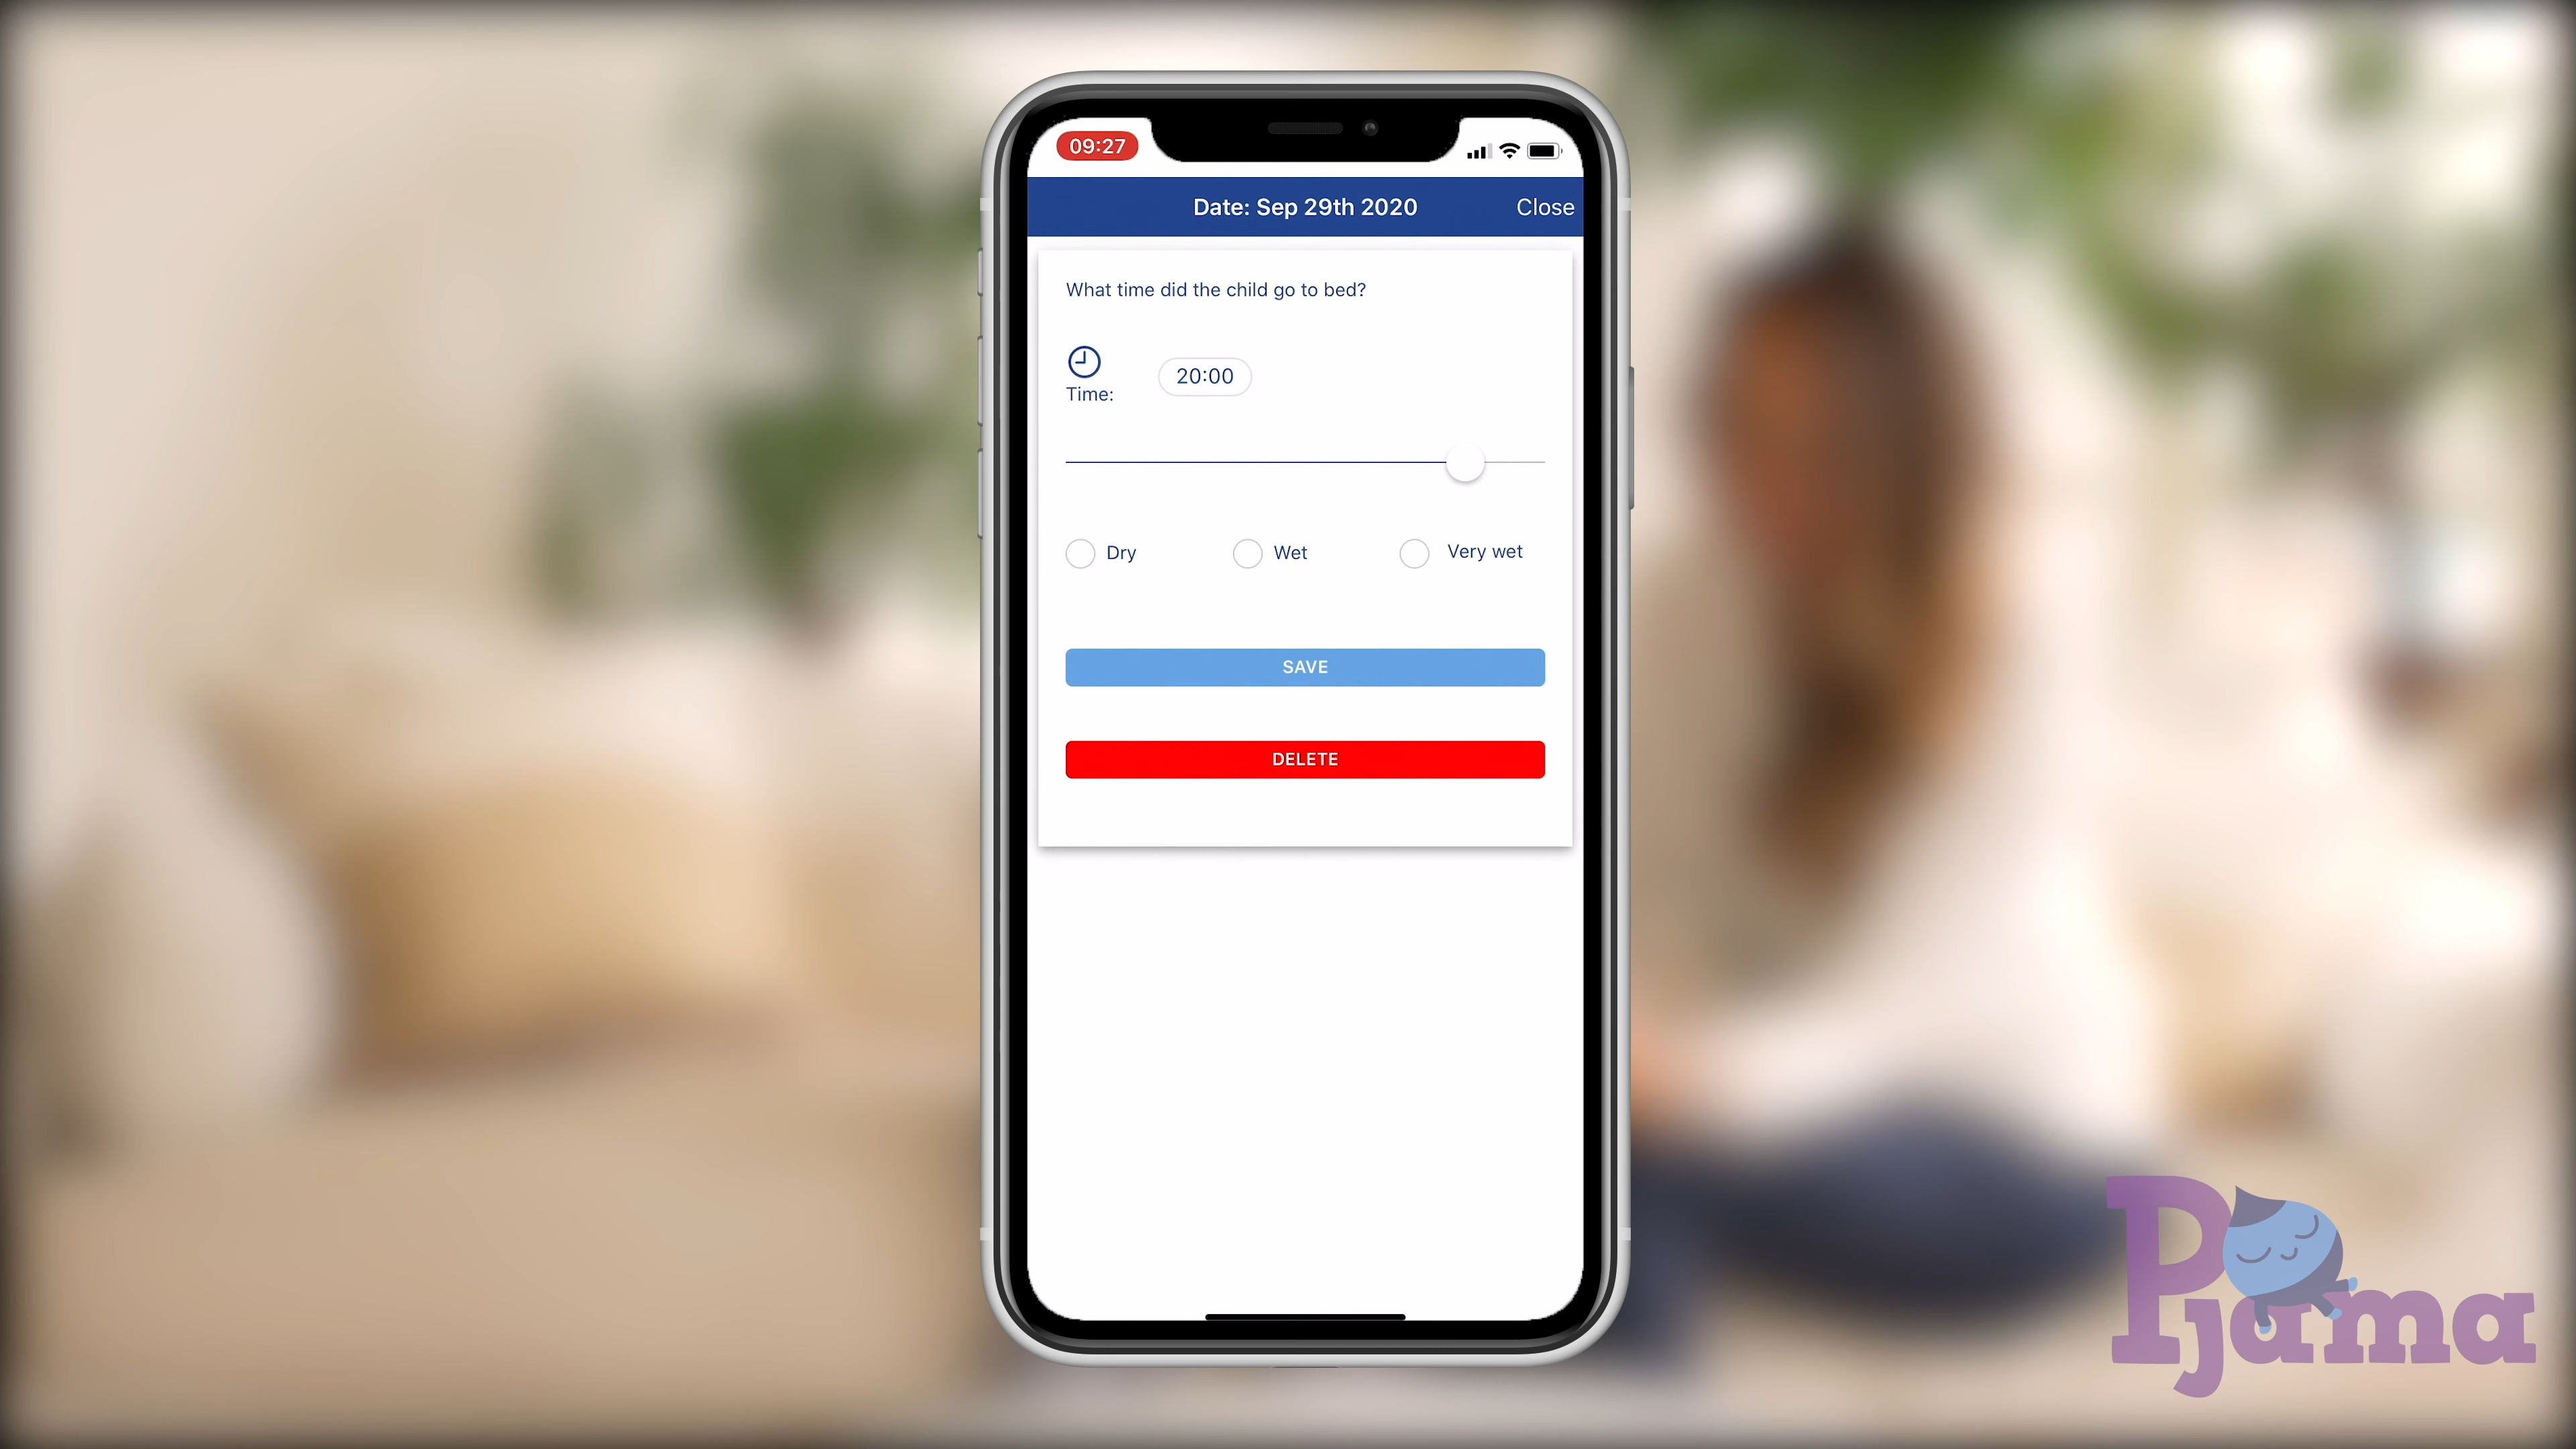 09:27
Date: Sep 29th 2020
Close
What time did the child go to bed?
Time:
20:00
Dry
Wet
Very wet
SAVE
DELETE
Pjama